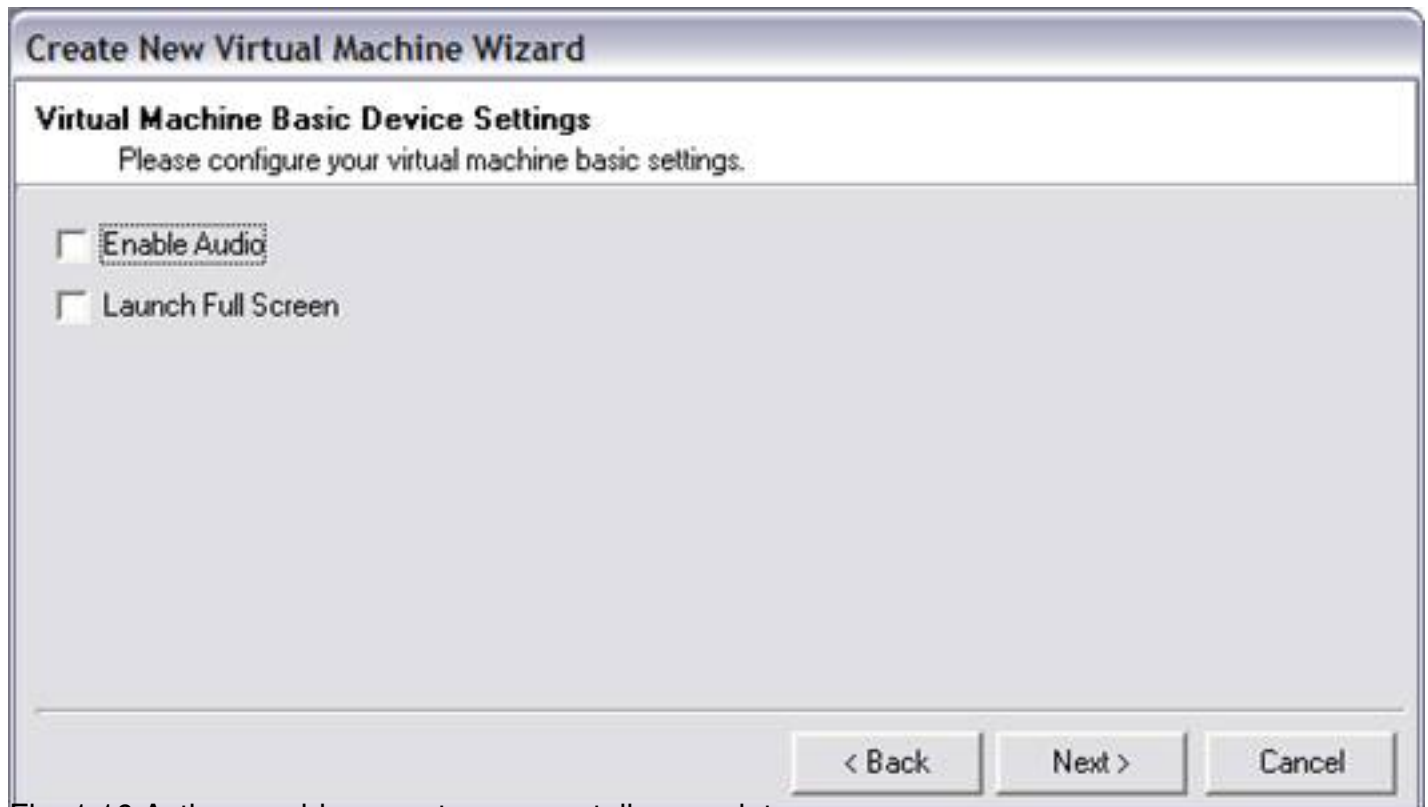 Create New Virtual Machine Wizard
Virtual Machine Basic Device Settings
Please configure your virtual machine basic settings.
Enable Audio
Launch Full Screen
< Back
Next >
Cancel